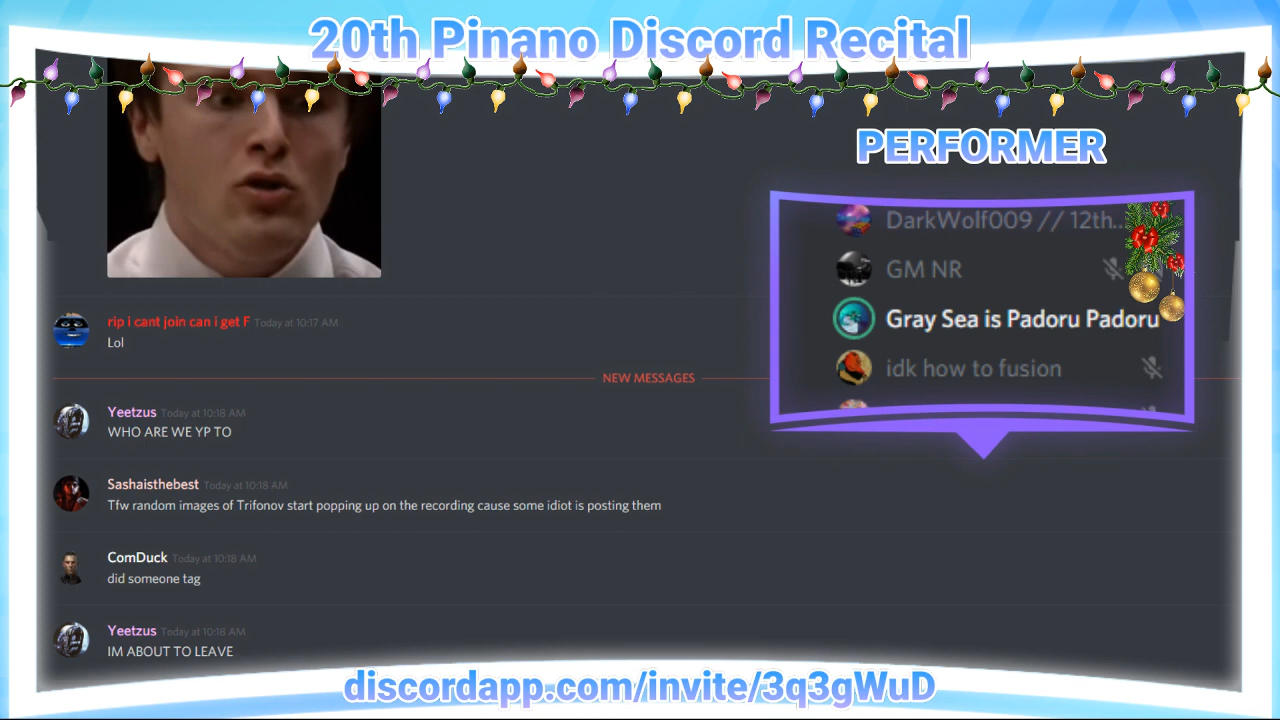 20th Pinano Discord Recital
PERFORMER
DarkWolf009 // 12th...
GM NR
Gray Sea is Padoru Padoru
idk how to fusion
rip i cant join can i get F Today at 10:17 AM
Lol
NEW MESSAGES
Yeetzus Today at 10:18 AM
WHO ARE WE YP TO
Sashaisthebest Today at 10:18 AM
Tfw random images of Trifonov start popping up on the recording cause some idiot is posting them
ComDuck Today at 10:18 AM
did someone tag
Yeetzus Today at 10:18 AM
IM ABOUT TO LEAVE
discordapp.com/invite/3q3gWuD